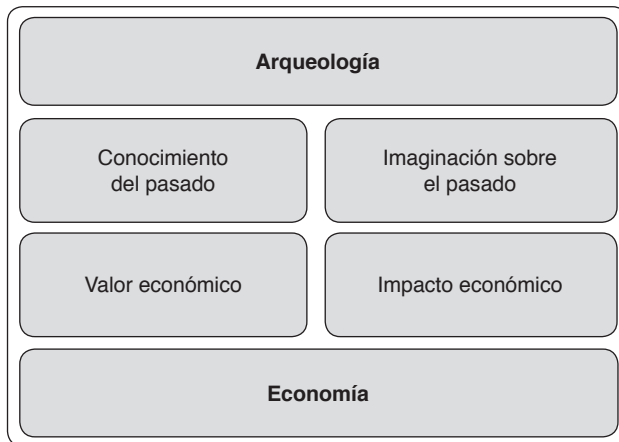 Arqueología
Conocimiento
del pasado
Imaginación sobre
el pasado
Valor económico
Impacto económico
Economía